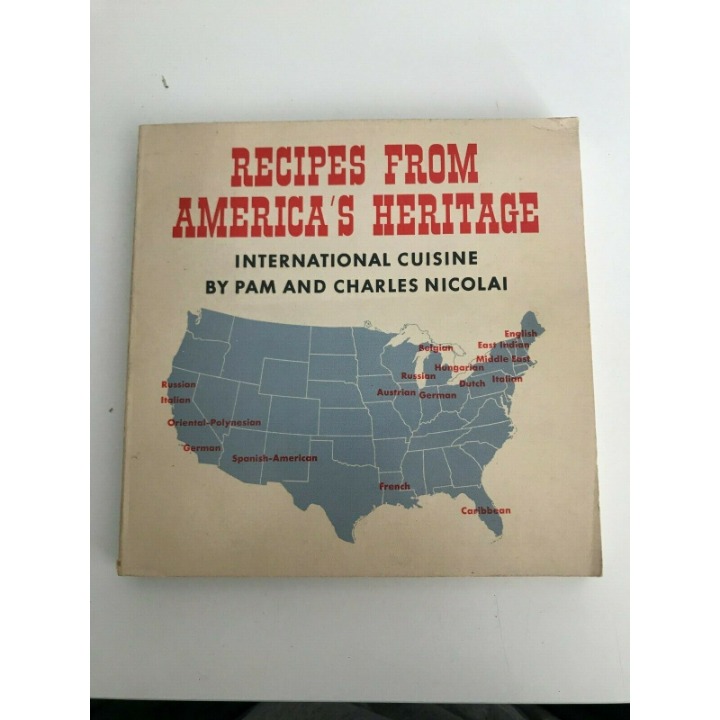 RECIPES FROM
AMERICA'S HERITAGE
INTERNATIONAL CUISINE
BY PAM AND CHARLES NICOLAI
English
East Indian
Belgian
Middle East
Hungarian
Russian
Italian
Dutch
Russian
Austrian
German
Italian
Oriental-Polynesian
German
Spanish-American
French
Caribbean